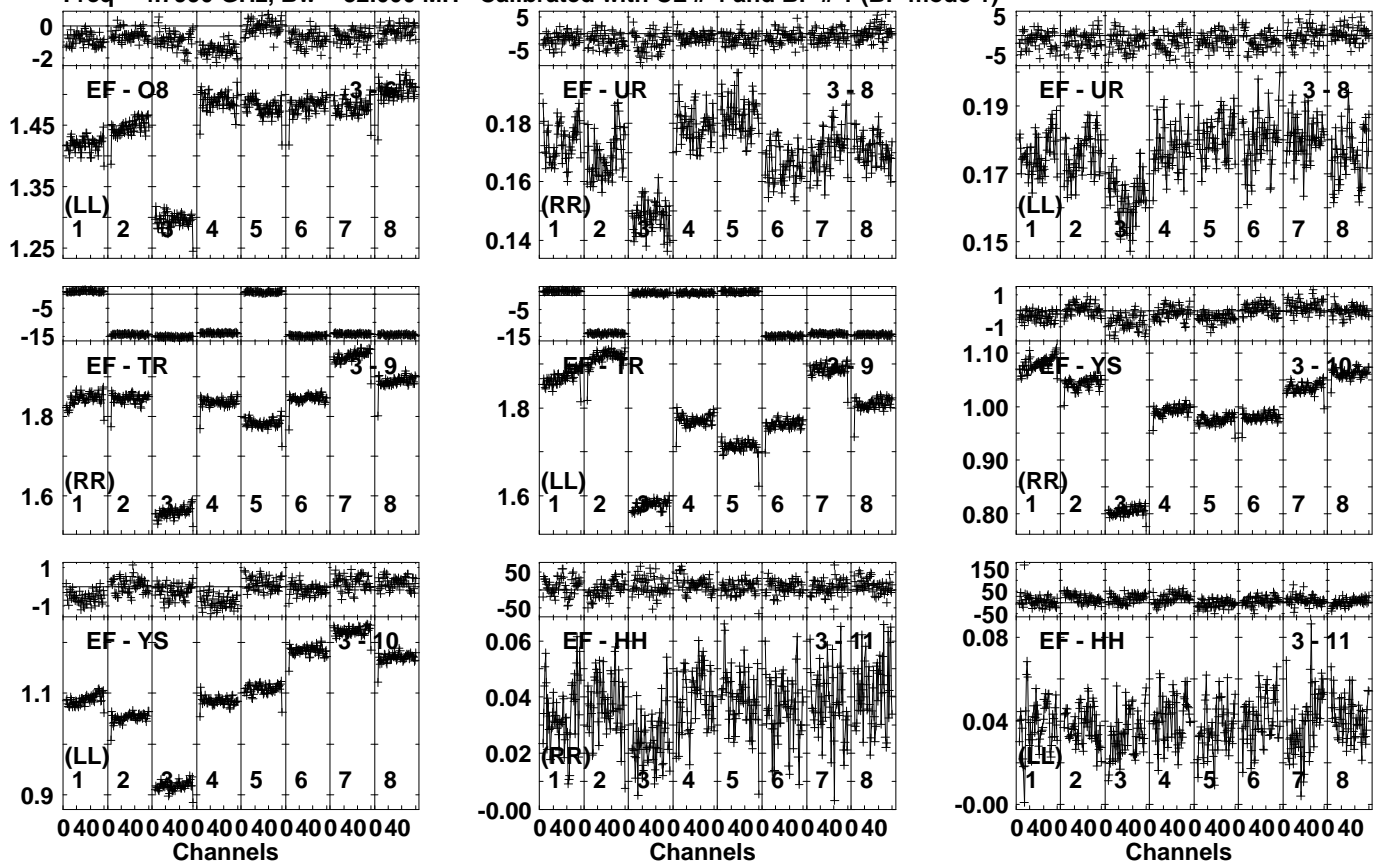 0 -2 5 -5 5 -5
EF - O8 EF - UR 3 - 8 EF - UR 3 - 8
1.45 1.35 1.25 0.18 0.16 0.14 0.19 0.17 0.15
(LL) (RR) (LL)
1 2 3 4 5 6 7 8 1 2 3 4 5 6 7 8 1 2 3 4 5 6 7 8
-5 -15 -5 -15 1 -1
EF - TR 3 - 9 EF - TR 3 - 9 EF - YS 3 - 10
1.8 1.6 1.8 1.6 1.10 1.00 0.90 0.80
(RR) (LL) (RR)
1 2 3 4 5 6 7 8 1 2 3 4 5 6 7 8 1 2 3 4 5 6 7 8
1 -1 50 -50 150 50 -50
EF - YS 3 - 10 EF - HH 3 - 11 EF - HH 3 - 11
1.1 0.9 0.06 0.04 0.02 -0.00 0.08 0.04 -0.00
(LL) (RR) (LL)
1 2 3 4 5 6 7 8 1 2 3 4 5 6 7 8 1 2 3 4 5 6 7 8
0 40 0 40 0 40 0 40 0 40 0 40 0 40 0 40 0 40 0 40 0 40 0 40 0 40 0 40 0 40 0 40 0 40 0 40 0 40 0 40 0 40 0 40 0 40 0 40
Channels Channels Channels